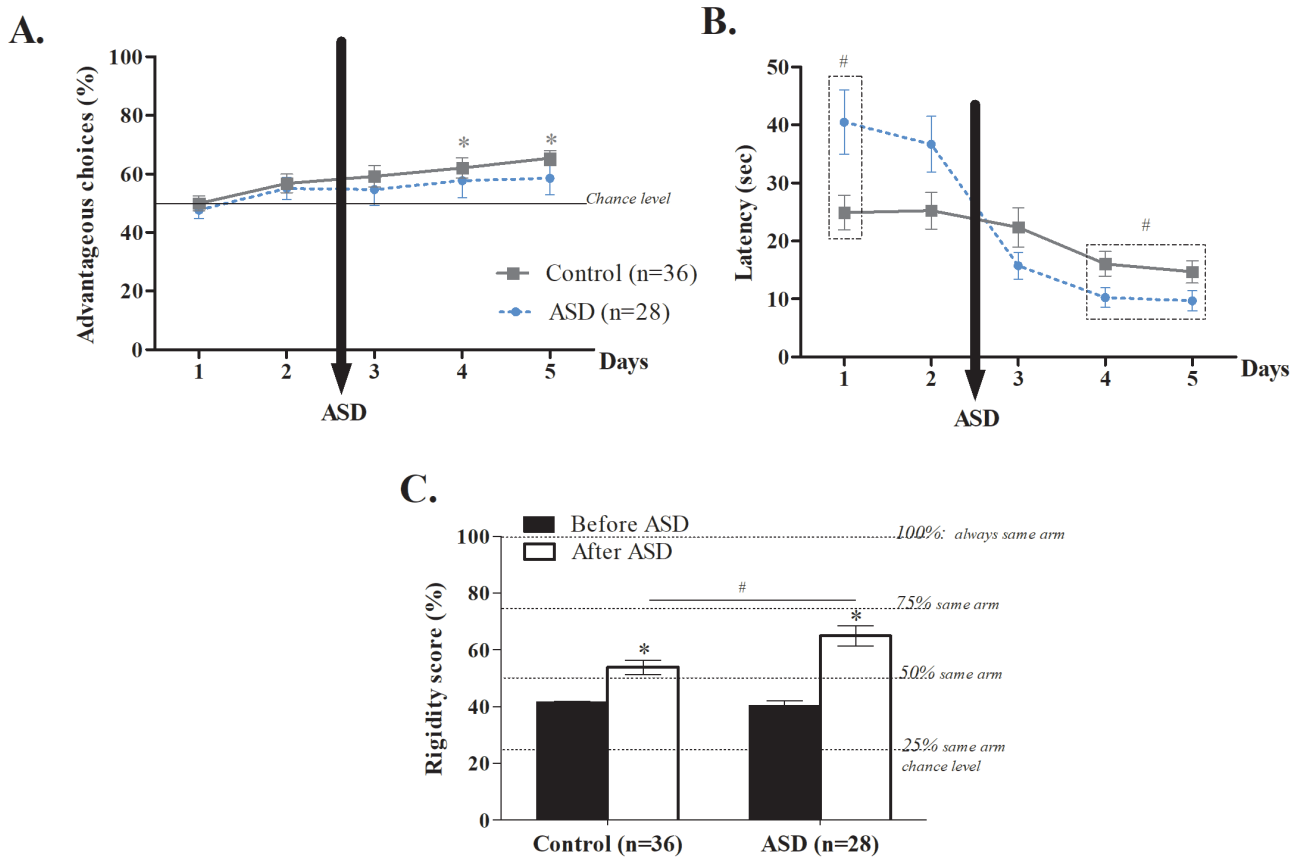 A.
Advantageous choices (%)
100
80
60
40
20
0
*
*
Chance level
Control (n=36)
ASD (n=28)
1
2
3
4
5
Days
ASD
B.
Latency (sec)
50
40
30
20
10
0
#
#
1
2
3
4
5
Days
ASD
C.
Before ASD
After ASD
Rigidity score (%)
100
80
60
40
20
0
100%: always same arm
#
75% same arm
*
*
50% same arm
25% same arm
chance level
Control (n=36)
ASD (n=28)